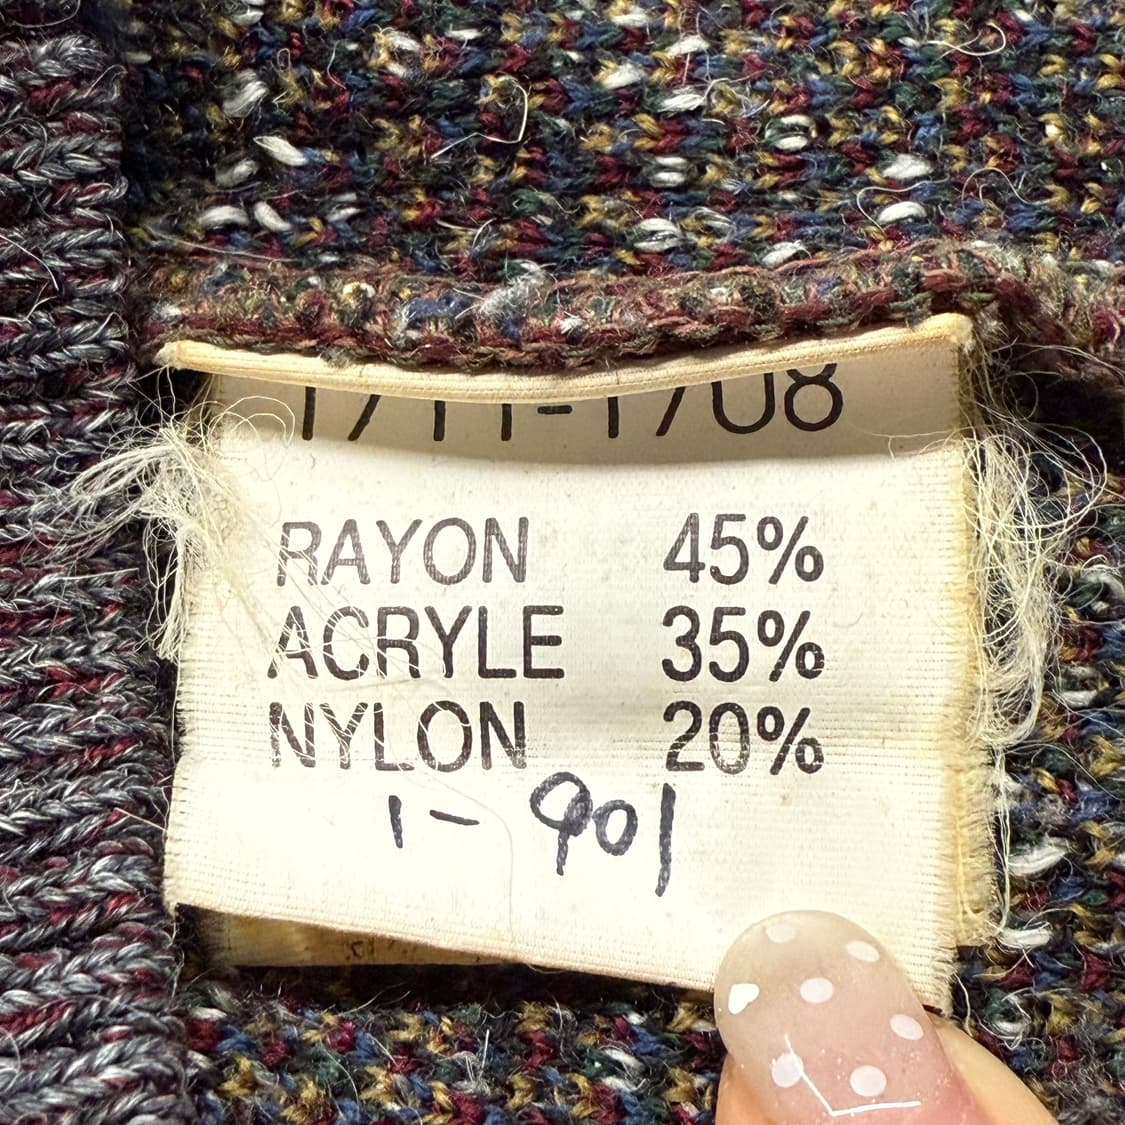 1711-1708
RAYON 45%
ACRYLE 35%
NYLON 20%
1-901